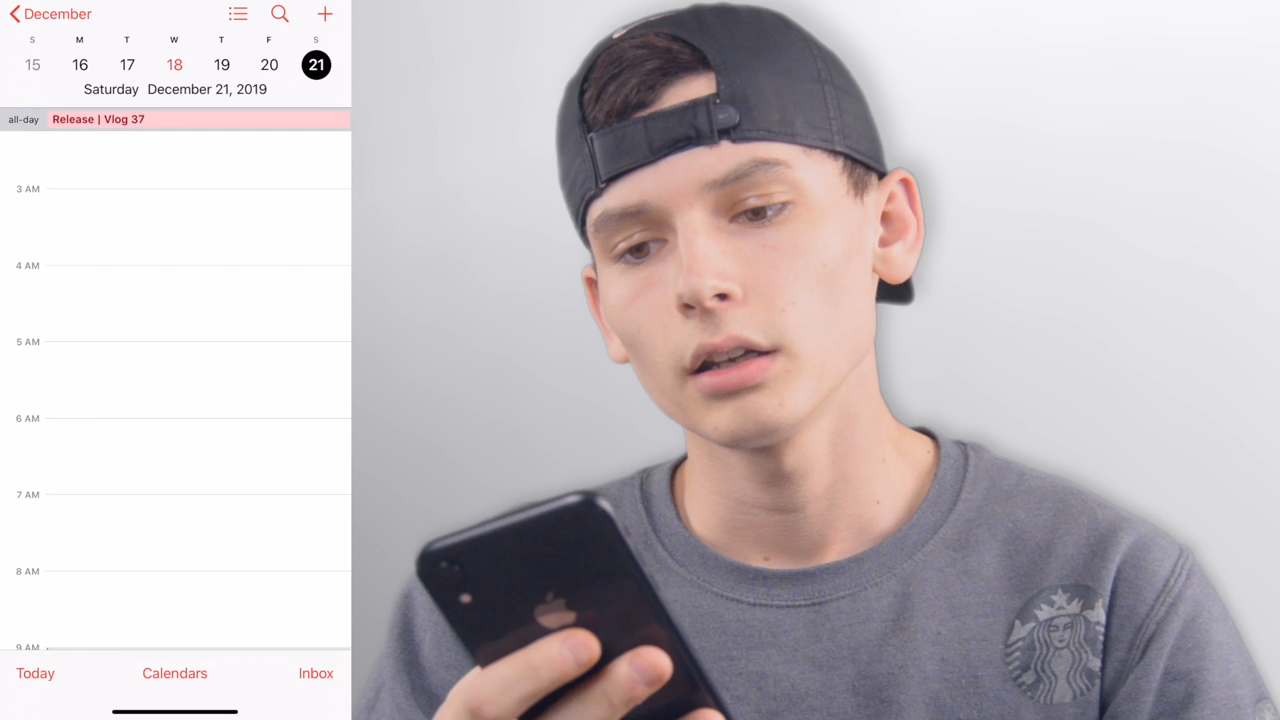 December
S M T W T F S
15 16 17 18 19 20 21
Saturday December 21, 2019
all-day Release | Vlog 37
3 AM
4 AM
5 AM
6 AM
7 AM
8 AM
9 AM
Today Calendars Inbox